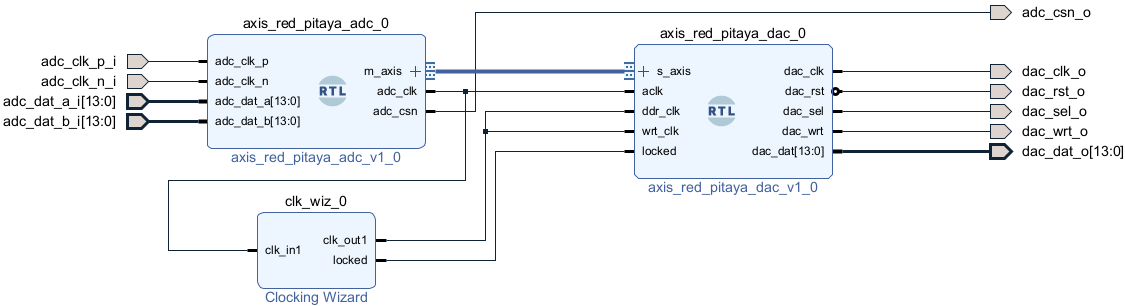 axis_red_pitaya_adc_0
adc_clk_p_i
adc_clk_n_i
adc_dat_a_i[13:0]
adc_dat_b_i[13:0]
adc_clk_p
adc_clk_n
adc_dat_a[13:0]
adc_dat_b[13:0]
RTL
m_axis
adc_clk
adc_csn
axis_red_pitaya_adc_v1_0
clk_wiz_0
clk_in1
clk_out1
locked
Clocking Wizard
axis_red_pitaya_dac_0
s_axis
aclk
ddr_clk
wrt_clk
locked
RTL
dac_clk
dac_rst
dac_sel
dac_wrt
dac_dat[13:0]
axis_red_pitaya_dac_v1_0
adc_csn_o
dac_clk_o
dac_rst_o
dac_sel_o
dac_wrt_o
dac_dat_o[13:0]